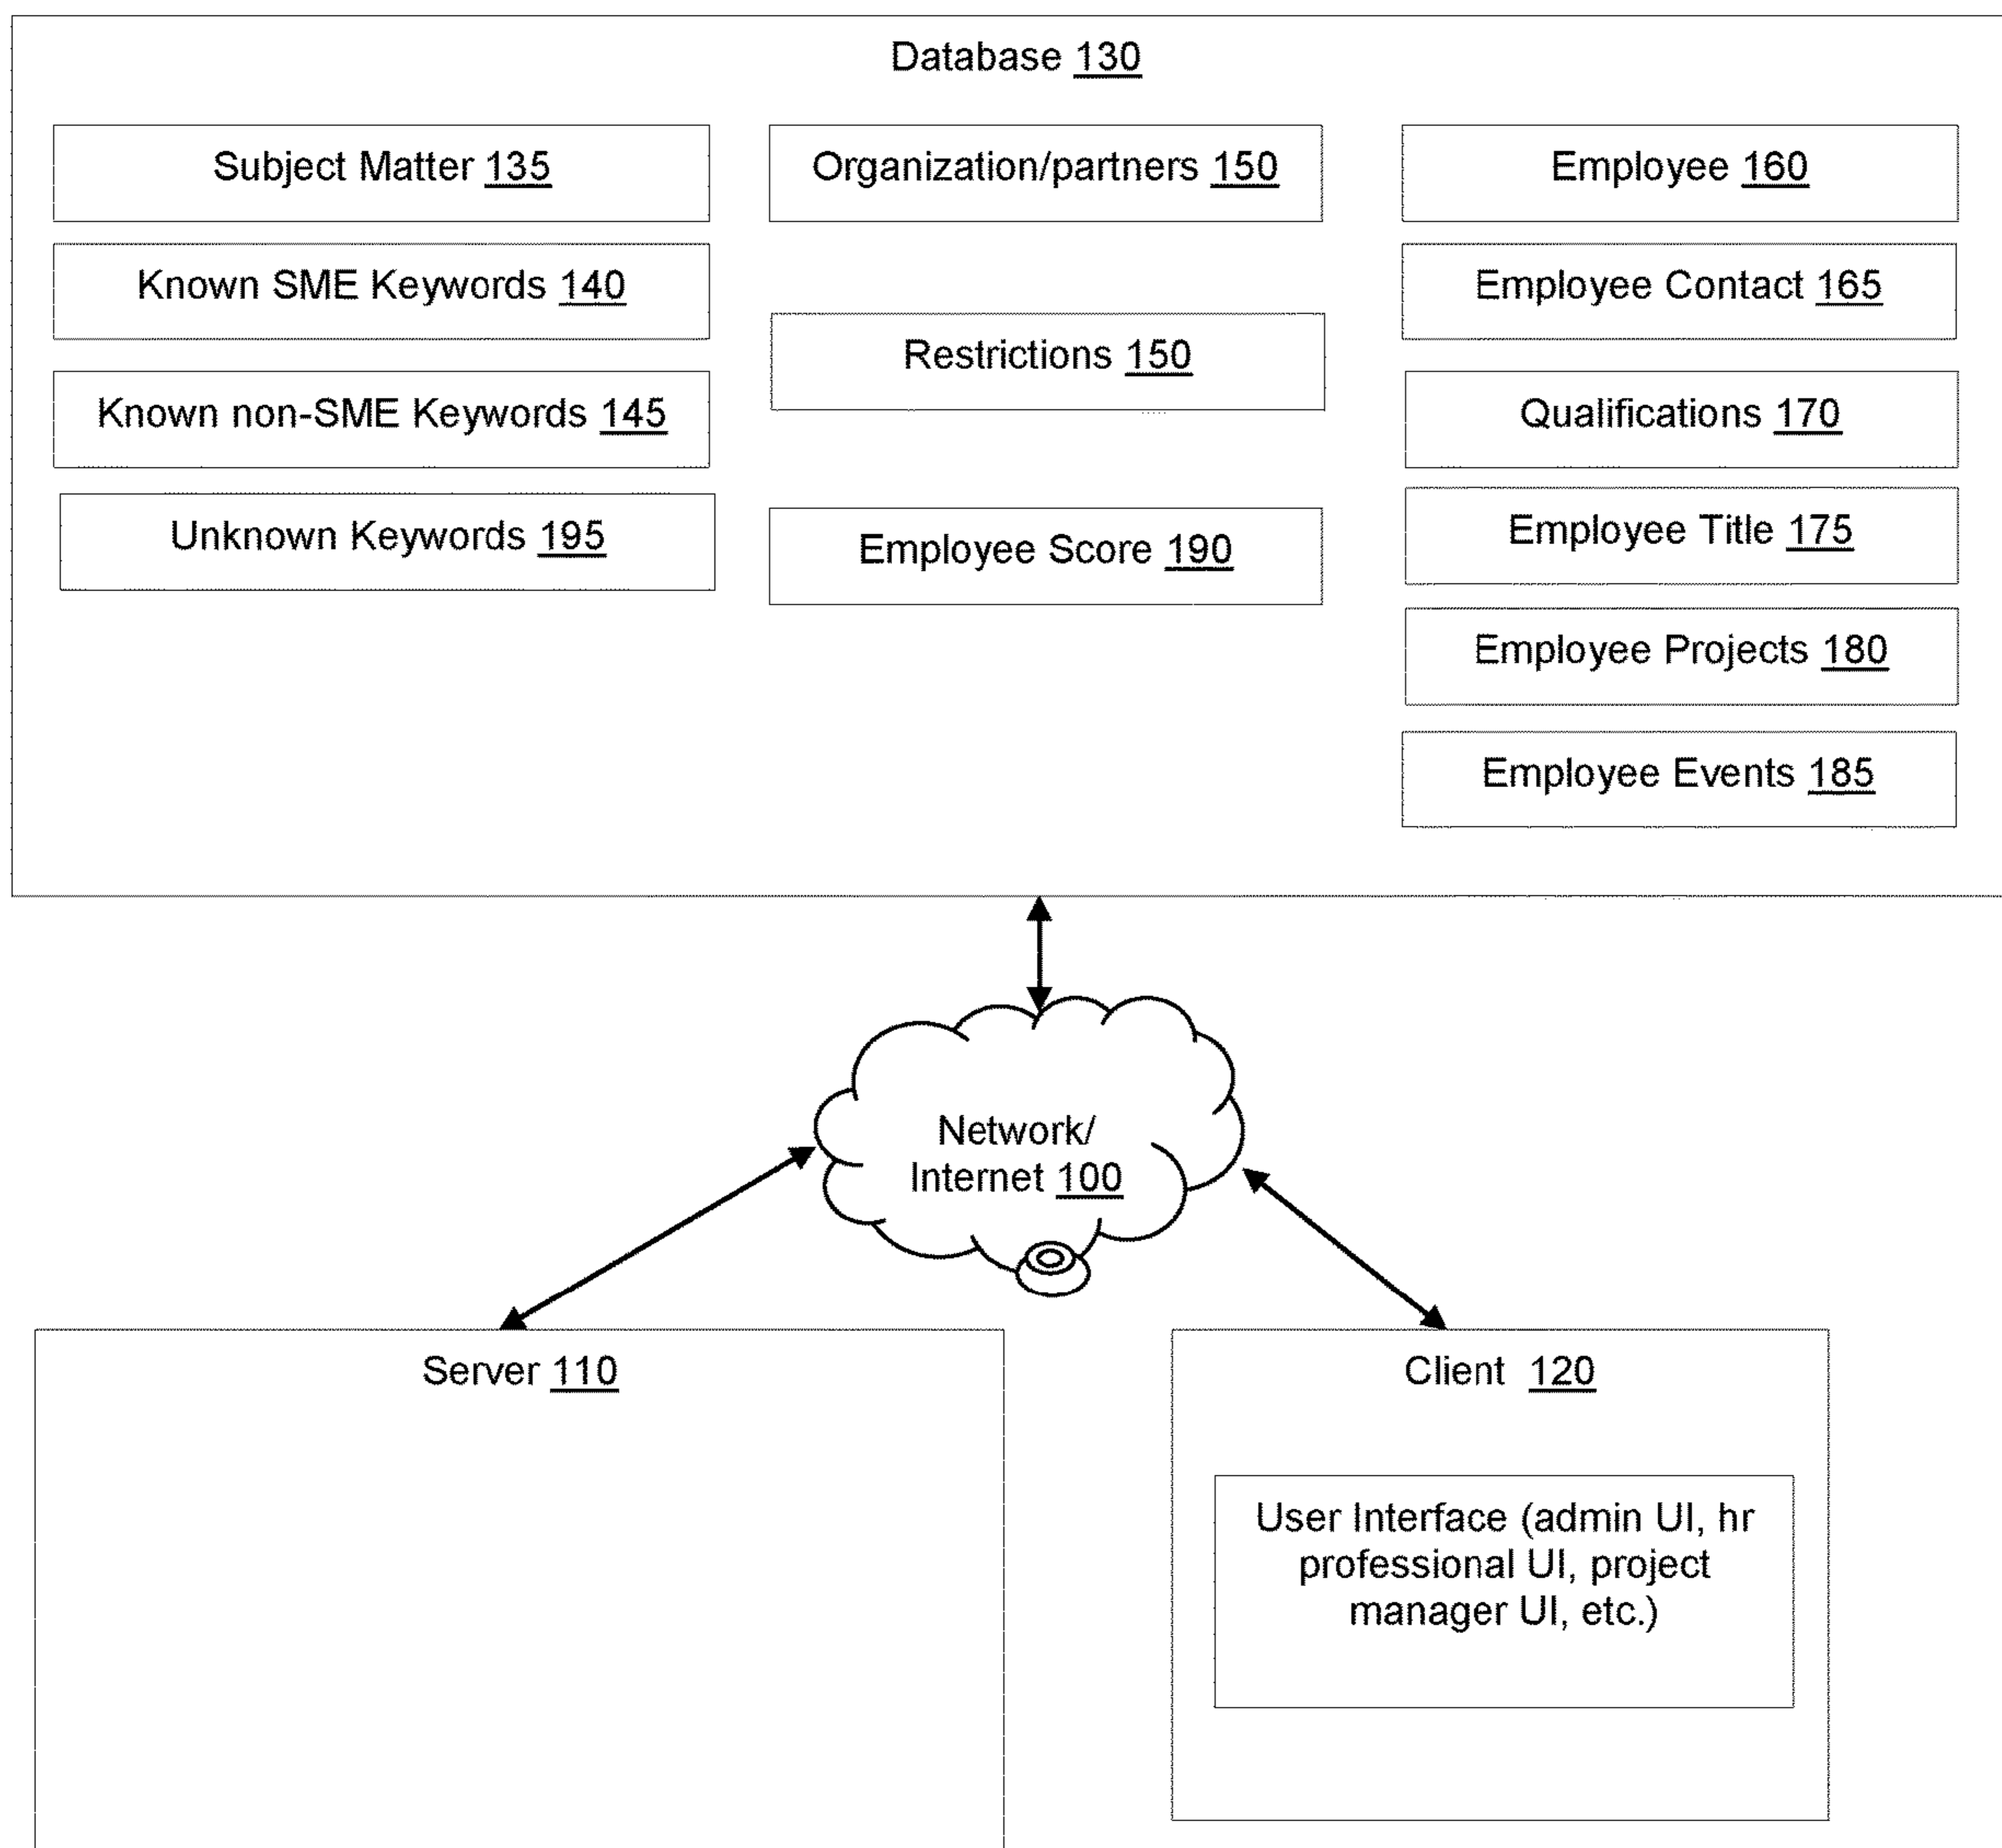 Database 130
Subject Matter 135
Known SME Keywords 140
Known non-SME Keywords 145
Unknown Keywords 195
Organization/partners 150
Restrictions 150
Employee Score 190
Employee 160
Employee Contact 165
Qualifications 170
Employee Title 175
Employee Projects 180
Employee Events 185
Network/
Internet 100
Server 110
Client 120
User Interface (admin UI, hr
professional UI, project
manager UI, etc.)